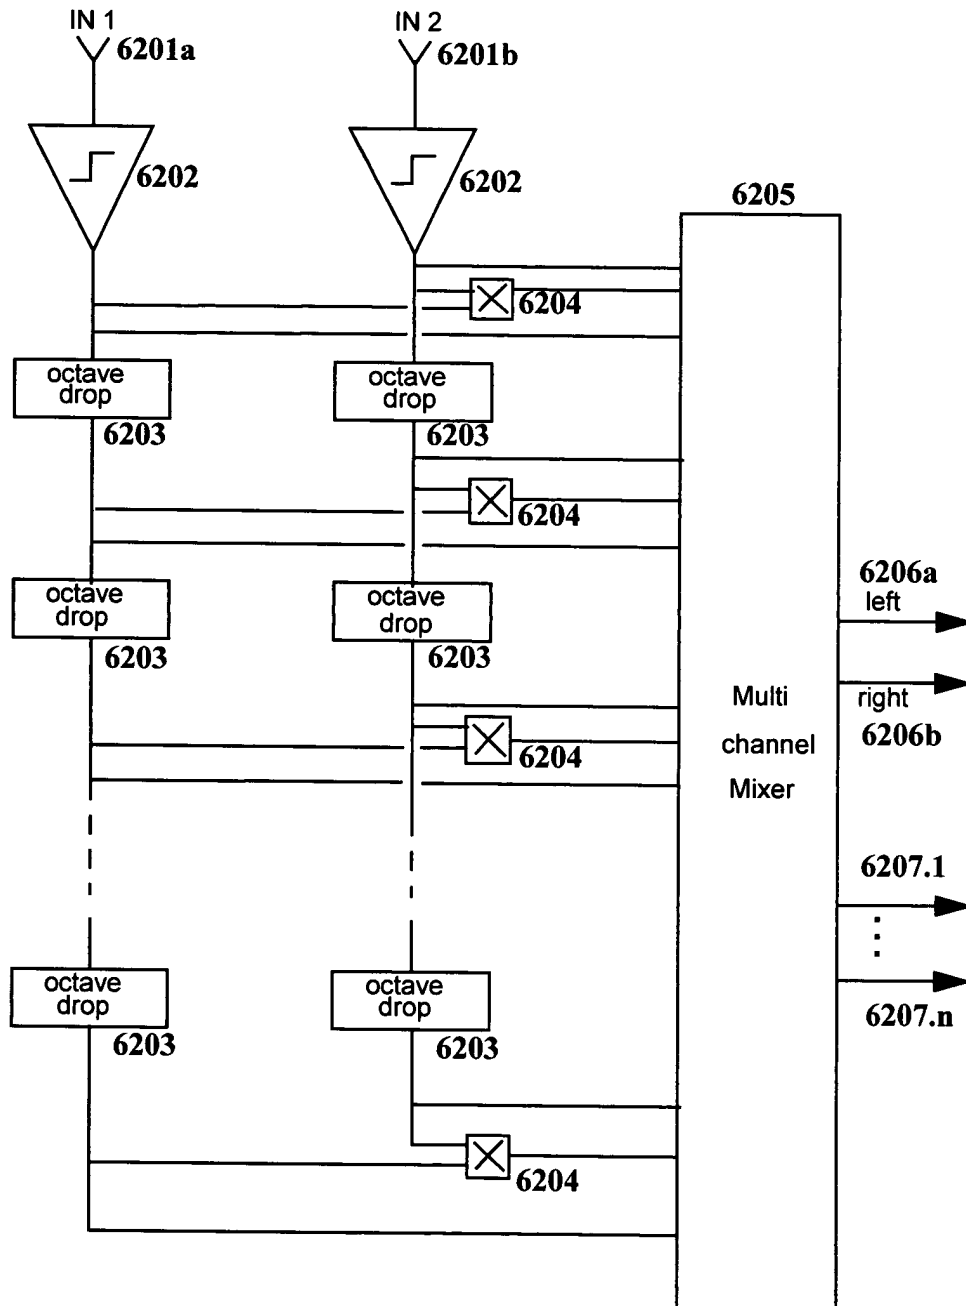 IN 1
6201a
IN 2
6201b
6202
6202
6205
6204
octave
drop
6203
octave
drop
6203
6204
octave
drop
6203
octave
drop
6203
6206a
left
right
6206b
Multi
channel
Mixer
6204
6207.1
6207.n
octave
drop
6203
octave
drop
6203
6204